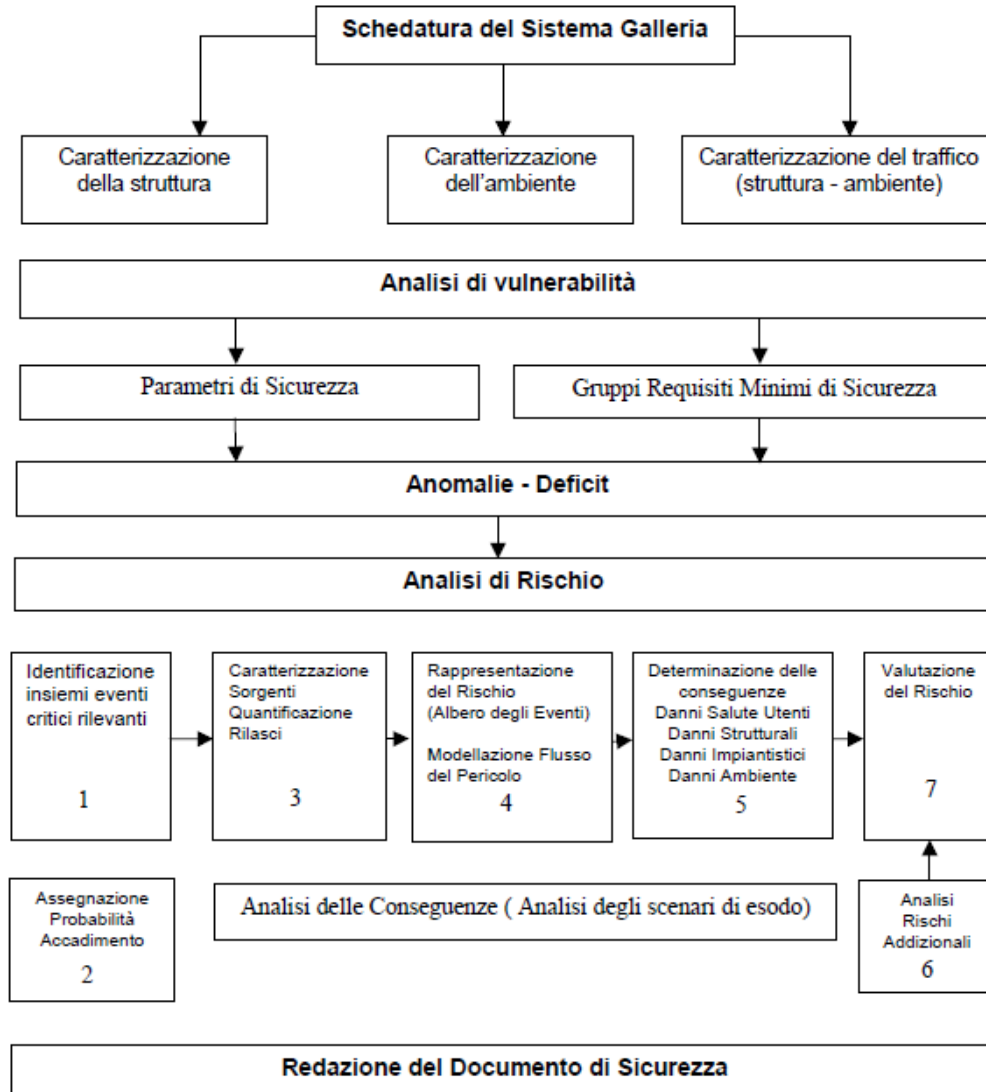 Schedatura del Sistema Galleria
Caratterizzazione
della struttura
Caratterizzazione
dell'ambiente
Caratterizzazione del traffico
(struttura - ambiente)
Analisi di vulnerabilità
Parametri di Sicurezza
Gruppi Requisiti Minimi di Sicurezza
Anomalie - Deficit
Analisi di Rischio
Identificazione
insiemi eventi
critici rilevanti
1
Caratterizzazione
Sorgenti
Quantificazione
Rilasci
3
Rappresentazione
del Rischio
(Albero degli Eventi)
Modellazione Flusso
del Pericolo
4
Determinazione delle
conseguenze
Danni Salute Utenti
Danni Strutturali
Danni Impiantistici
Danni Ambiente
5
Valutazione
del Rischio
7
Assegnazione
Probabilità
Accadimento
2
Analisi delle Conseguenze ( Analisi degli scenari di esodo)
Analisi
Rischi
Addizionali
6
Redazione del Documento di Sicurezza